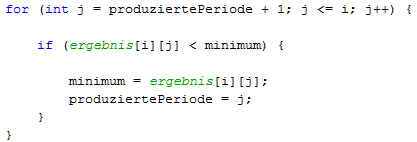 for (int j = produziertePeriode + 1; j <= i; j++) {
if (ergebnis[i][j] < minimum) {
minimum = ergebnis[i][j];
produziertePeriode = j;
}
}